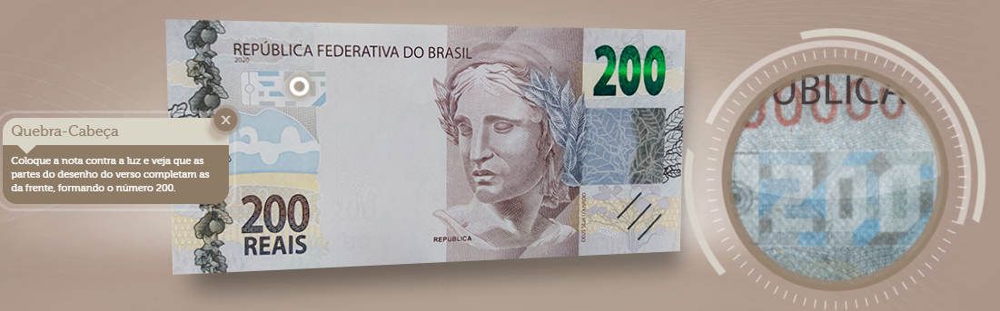 REPÚBLICA FEDERATIVA DO BRASIL
2020
200
X
Quebra-Cabeça
Coloque a nota contra a luz e veja que as
partes do desenho do verso completam as
da frente, formando o número 200.
200
REAIS
REPÚBLICA
DEUS SEJA LOUVADO
ÚBLICA
200